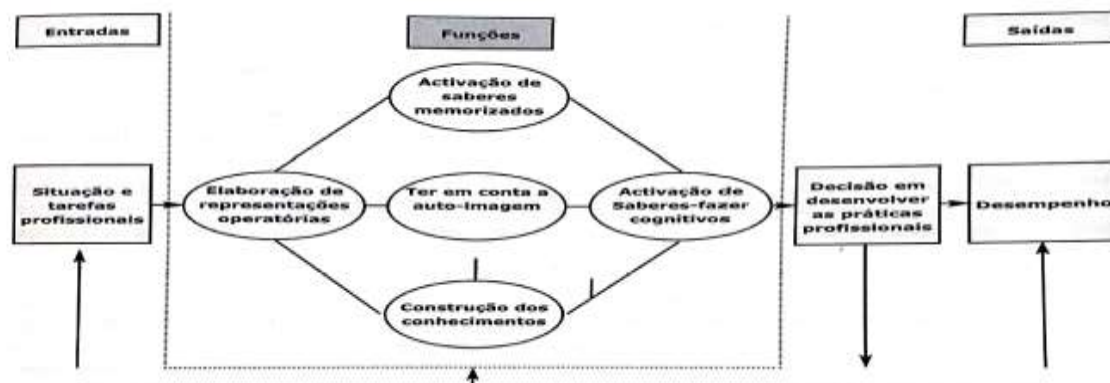 Entradas
Funções
Saídas
Activação de
saberes
memorizados
Situação e
tarefas
profissionais
Elaboração de
representações
operatórias
Ter em conta a
auto-imagem
Activação de
Saberes-fazer
cognitivos
Decisão em
desenvolver
as práticas
profissionais
Desempenho
Construção dos
conhecimentos